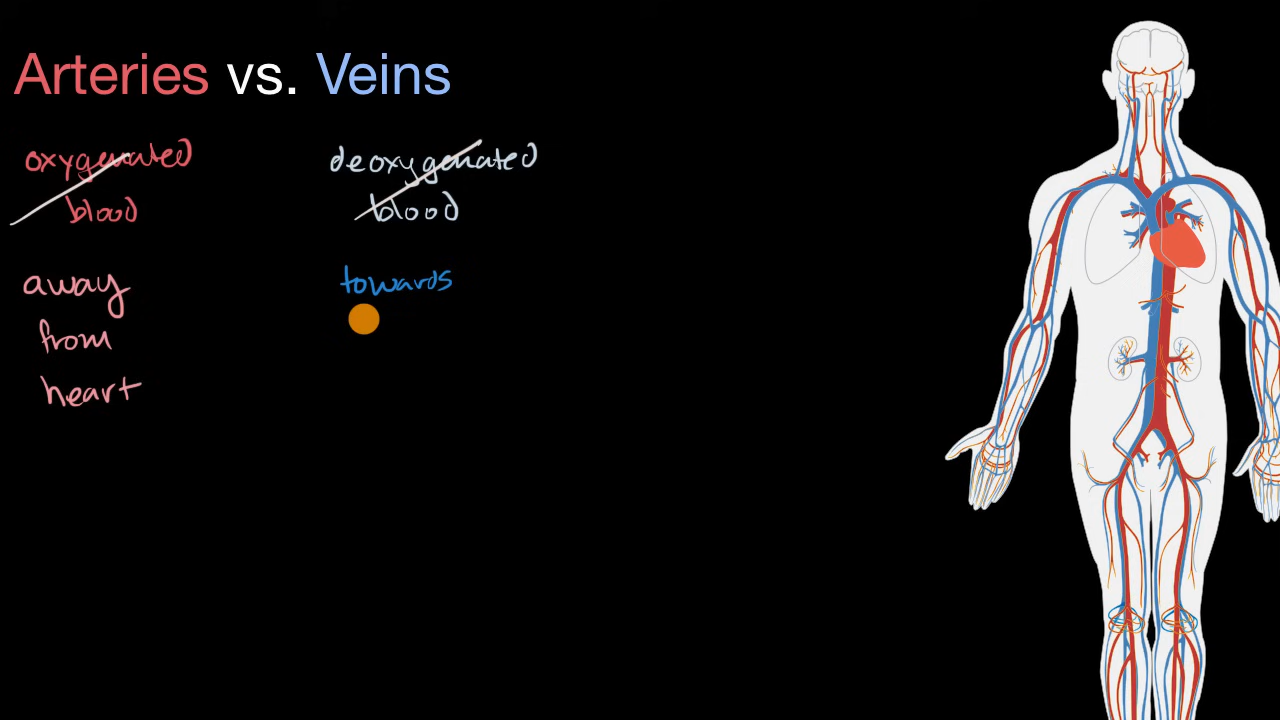 Arteries vs. Veins
oxygenated deoxygenated
blood blood
away towards
from
heart